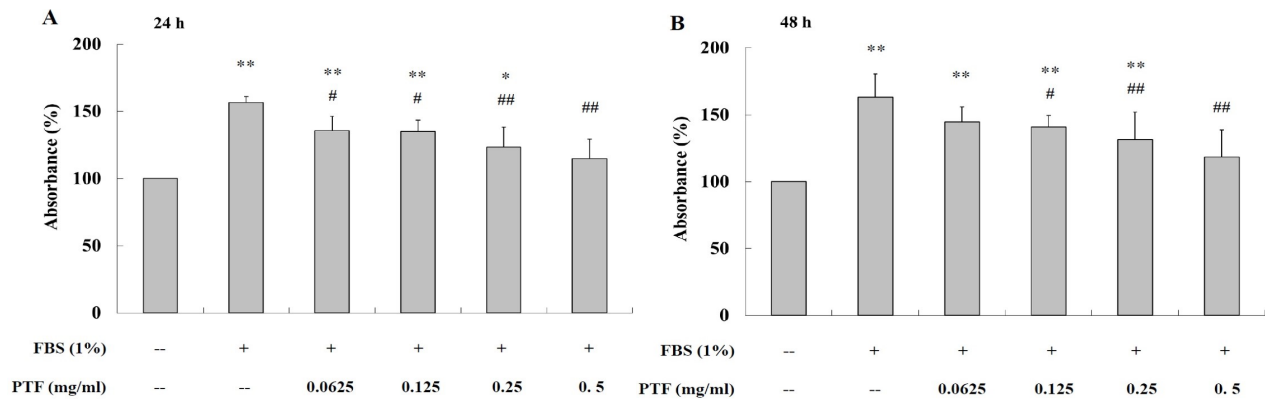 A
24 h
Absorbance (%)
200
150
100
50
0
** ** ** *
# # ## ##
FBS (1%) -- + + + + +
PTF (mg/ml) -- -- 0.0625 0.125 0.25 0. 5
B
48 h
Absorbance (%)
200
150
100
50
0
** ** ** **
# ## ##
FBS (1%) -- + + + + +
PTF (mg/ml) -- -- 0.0625 0.125 0.25 0. 5